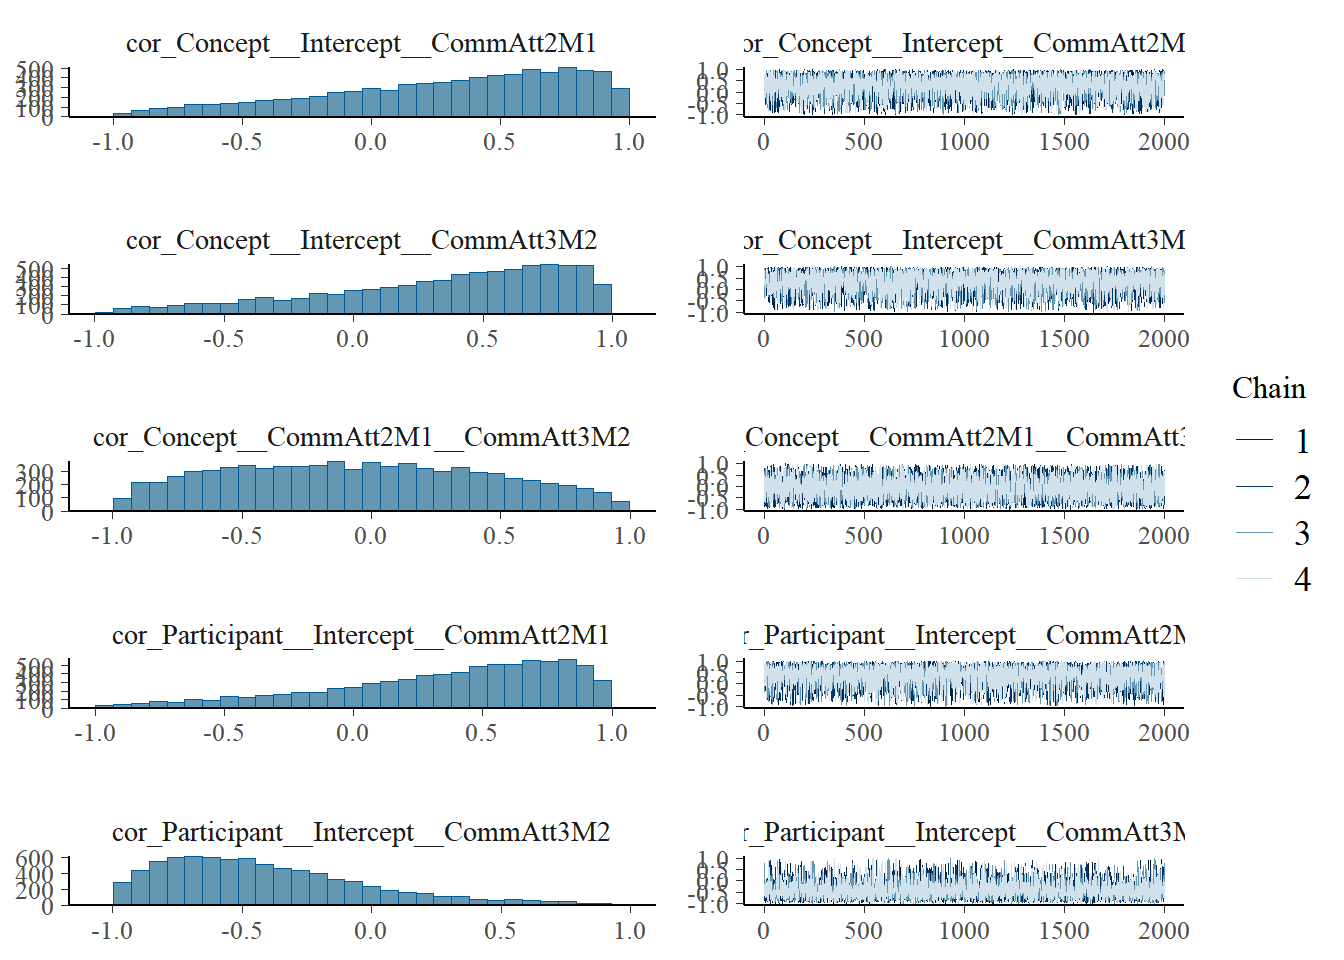 cor_Concept__Intercept__CommAtt2M1
or_Concept__Intercept__CommAtt2M
500
400
300
200
100
0
-1.0 -0.5 0.0 0.5 1.0
1.0
0.5
0.0
-0.5
-1.0
0 500 1000 1500 2000
cor_Concept__Intercept__CommAtt3M2
or_Concept__Intercept__CommAtt3M
500
400
300
200
100
0
-1.0 -0.5 0.0 0.5 1.0
1.0
0.5
0.0
-0.5
-1.0
0 500 1000 1500 2000
cor_Concept__CommAtt2M1__CommAtt3M2
Concept__CommAtt2M1__CommAtt3
300
200
100
0
-1.0 -0.5 0.0 0.5 1.0
1.0
0.5
0.0
-0.5
-1.0
0 500 1000 1500 2000
cor_Participant__Intercept__CommAtt2M1
r_Participant__Intercept__CommAtt2M
500
400
300
200
100
0
-1.0 -0.5 0.0 0.5 1.0
1.0
0.5
0.0
-0.5
-1.0
0 500 1000 1500 2000
cor_Participant__Intercept__CommAtt3M2
r_Participant__Intercept__CommAtt3M
600
400
200
0
-1.0 -0.5 0.0 0.5 1.0
1.0
0.5
0.0
-0.5
-1.0
0 500 1000 1500 2000
Chain
1
2
3
4